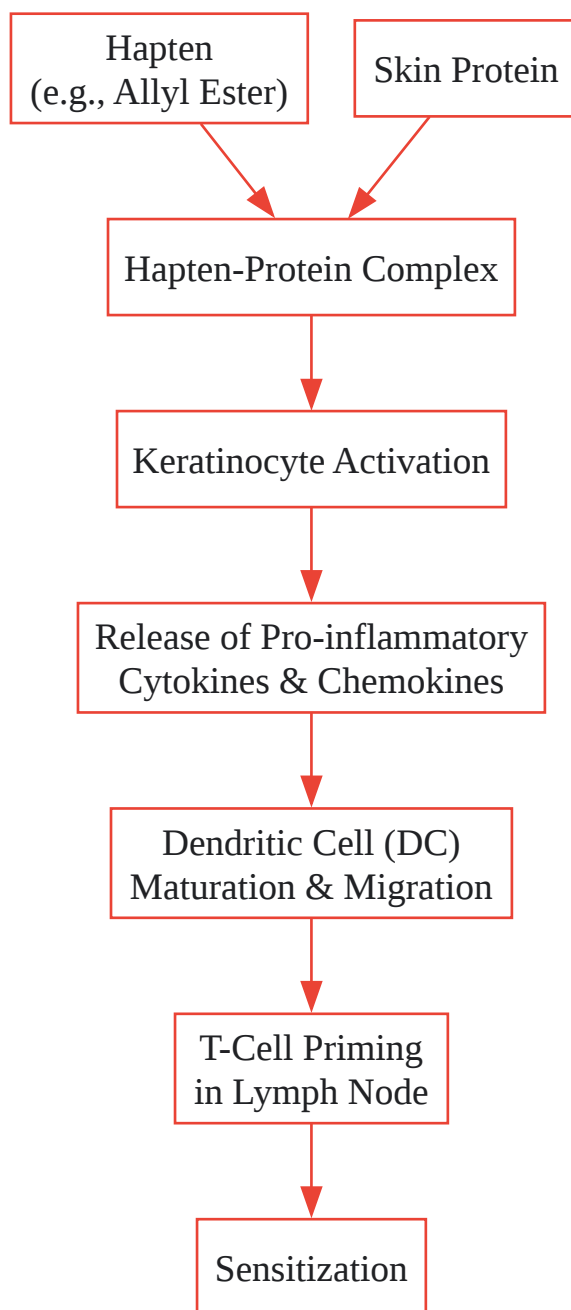 Hapten
(e.g., Allyl Ester)
Skin Protein
Hapten-Protein Complex
Keratinocyte Activation
Release of Pro-inflammatory
Cytokines & Chemokines
Dendritic Cell (DC)
Maturation & Migration
T-Cell Priming
in Lymph Node
Sensitization